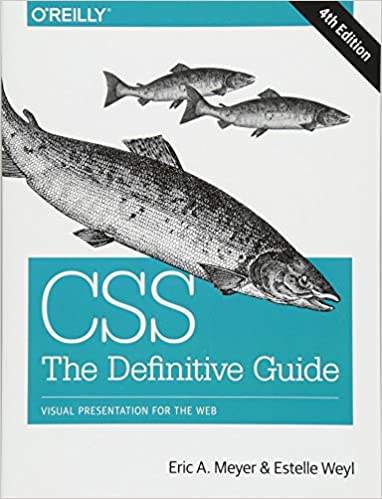 O'REILLY®
4th Edition
CSS
The Definitive Guide
VISUAL PRESENTATION FOR THE WEB
Eric A. Meyer & Estelle Weyl